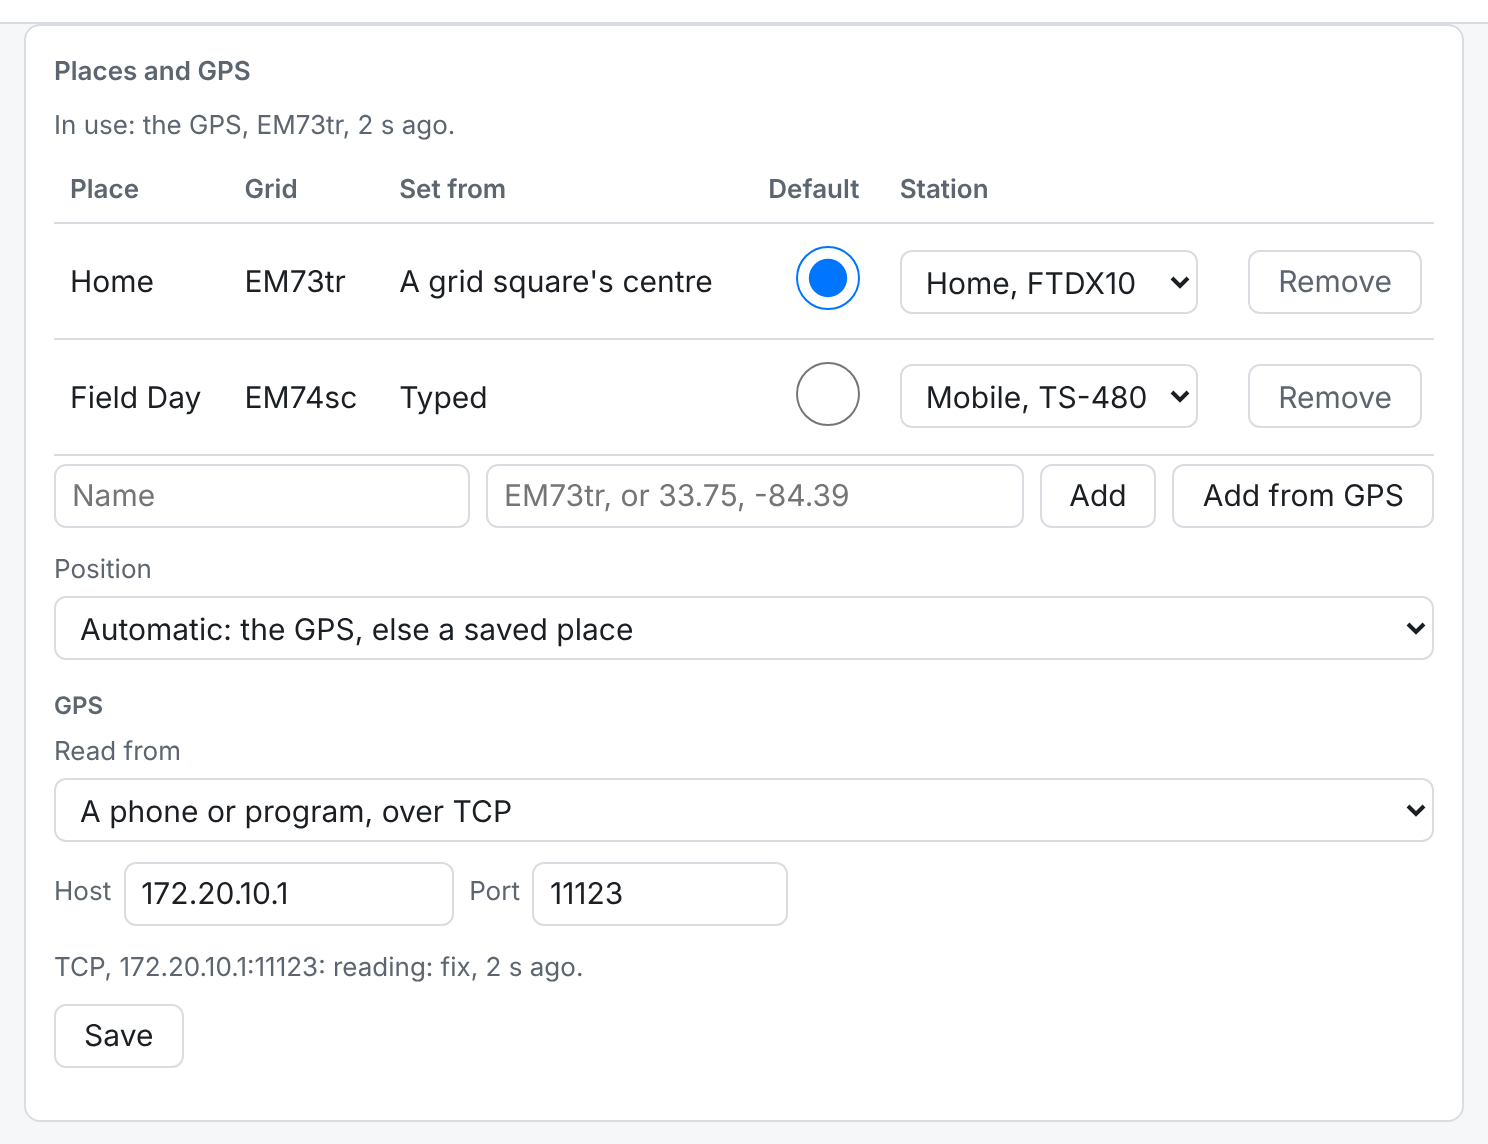 Places and GPS
In use: the GPS, EM73tr, 2 s ago.
Place Grid Set from Default Station
Home EM73tr A grid square's centre Home, FTDX10 Remove
Field Day EM74sc Typed Mobile, TS-480 Remove
Name EM73tr, or 33.75, -84.39 Add Add from GPS
Position
Automatic: the GPS, else a saved place
GPS
Read from
A phone or program, over TCP
Host 172.20.10.1 Port 11123
TCP, 172.20.10.1:11123: reading: fix, 2 s ago.
Save